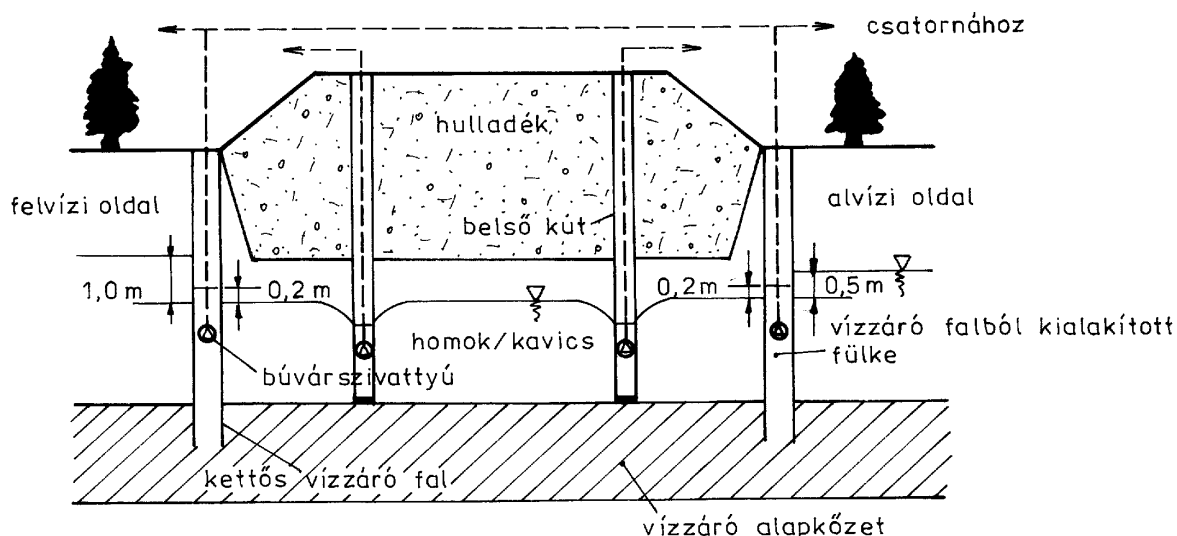 csatornához
hulladék
felvízi oldal
belső kút
alvízi oldal
1,0 m
0,2 m
0,2 m
0,5 m
homok/kavics
vízzáró falból kialakított
fülke
búvárszivattyú
kettős vízzáró fal
vízzáró alapkőzet